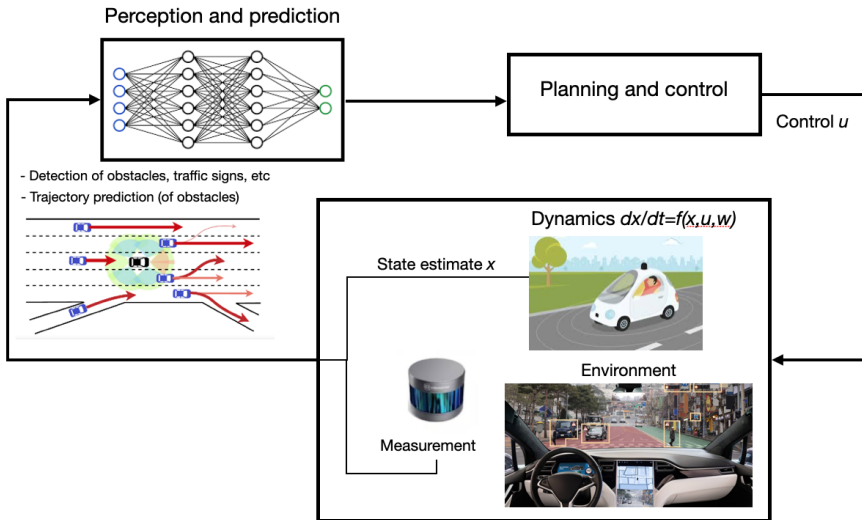 Perception and prediction
Planning and control
Control u
- Detection of obstacles, traffic signs, etc
- Trajectory prediction (of obstacles)
Dynamics dx/dt=f(x,u,w)
State estimate x
Environment
Measurement